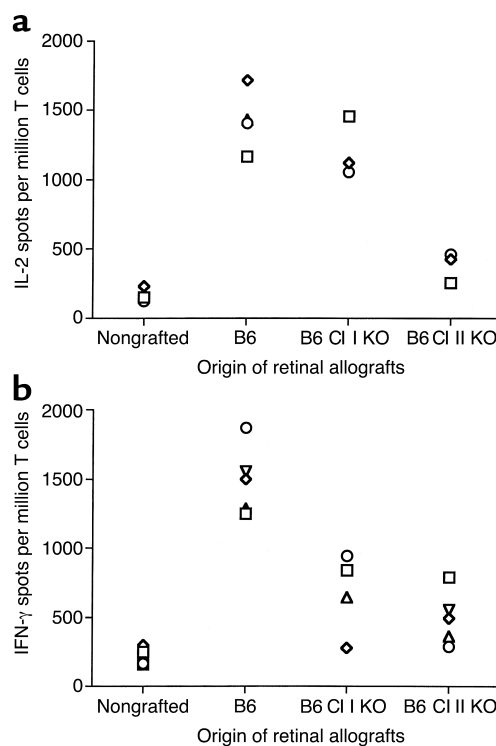 a
IL-2 spots per million T cells
2000
1500
1000
500
0
Nongrafted B6 B6 Cl I KO B6 Cl II KO
Origin of retinal allografts
b
IFN-γ spots per million T cells
2000
1500
1000
500
0
Nongrafted B6 B6 Cl I KO B6 Cl II KO
Origin of retinal allografts